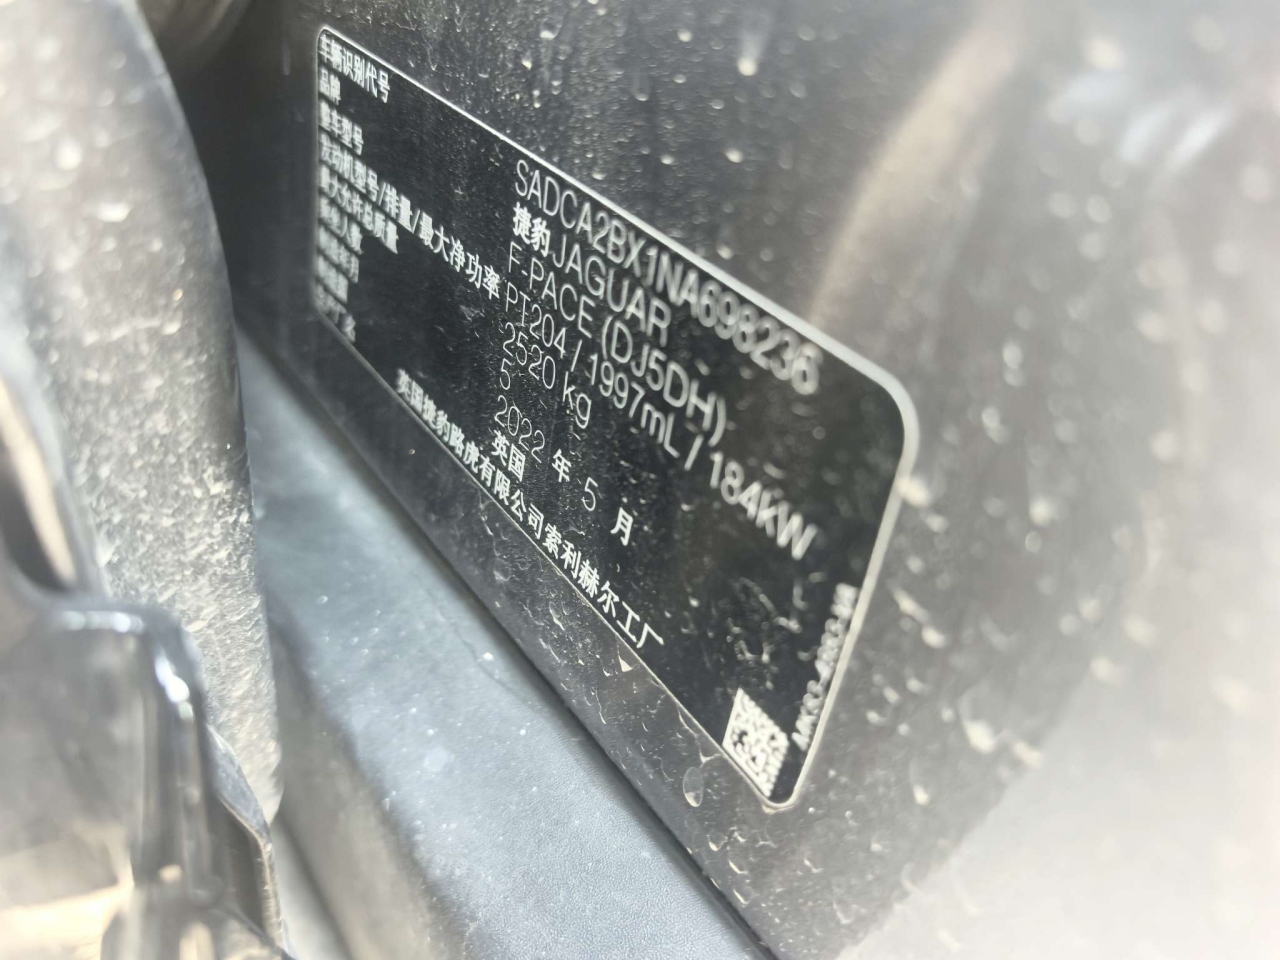 车辆识别代号 SADCA2BX1NA698236
品牌 捷豹 JAGUAR
整车型号 F-PACE (DJ5DH)
发动机型号/排量/最大净功率 PT204 / 1997mL / 184kW
最大允许总质量 2520 kg
乘坐人数 5
制造年月 2022 年 5 月
制造国 英国
生产厂名 英国捷豹路虎有限公司索利赫尔工厂